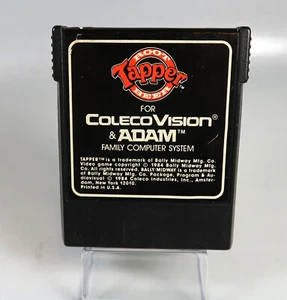 ROOT
Tapper
BEER
FOR
COLECOVISION®
& ADAM™
FAMILY COMPUTER SYSTEM
TAPPER™ is a trademark of Bally Midway Mfg. Co.
Video game copyright © 1984 Bally Midway Mfg.
Co. All rights reserved. BALLY MIDWAY is a trademark
of Bally Midway Mfg. Co. Package, Program & Au-
diovisual © 1984 Coleco Industries, Inc., Amster-
dam, New York 12010.
Printed in U.S.A.